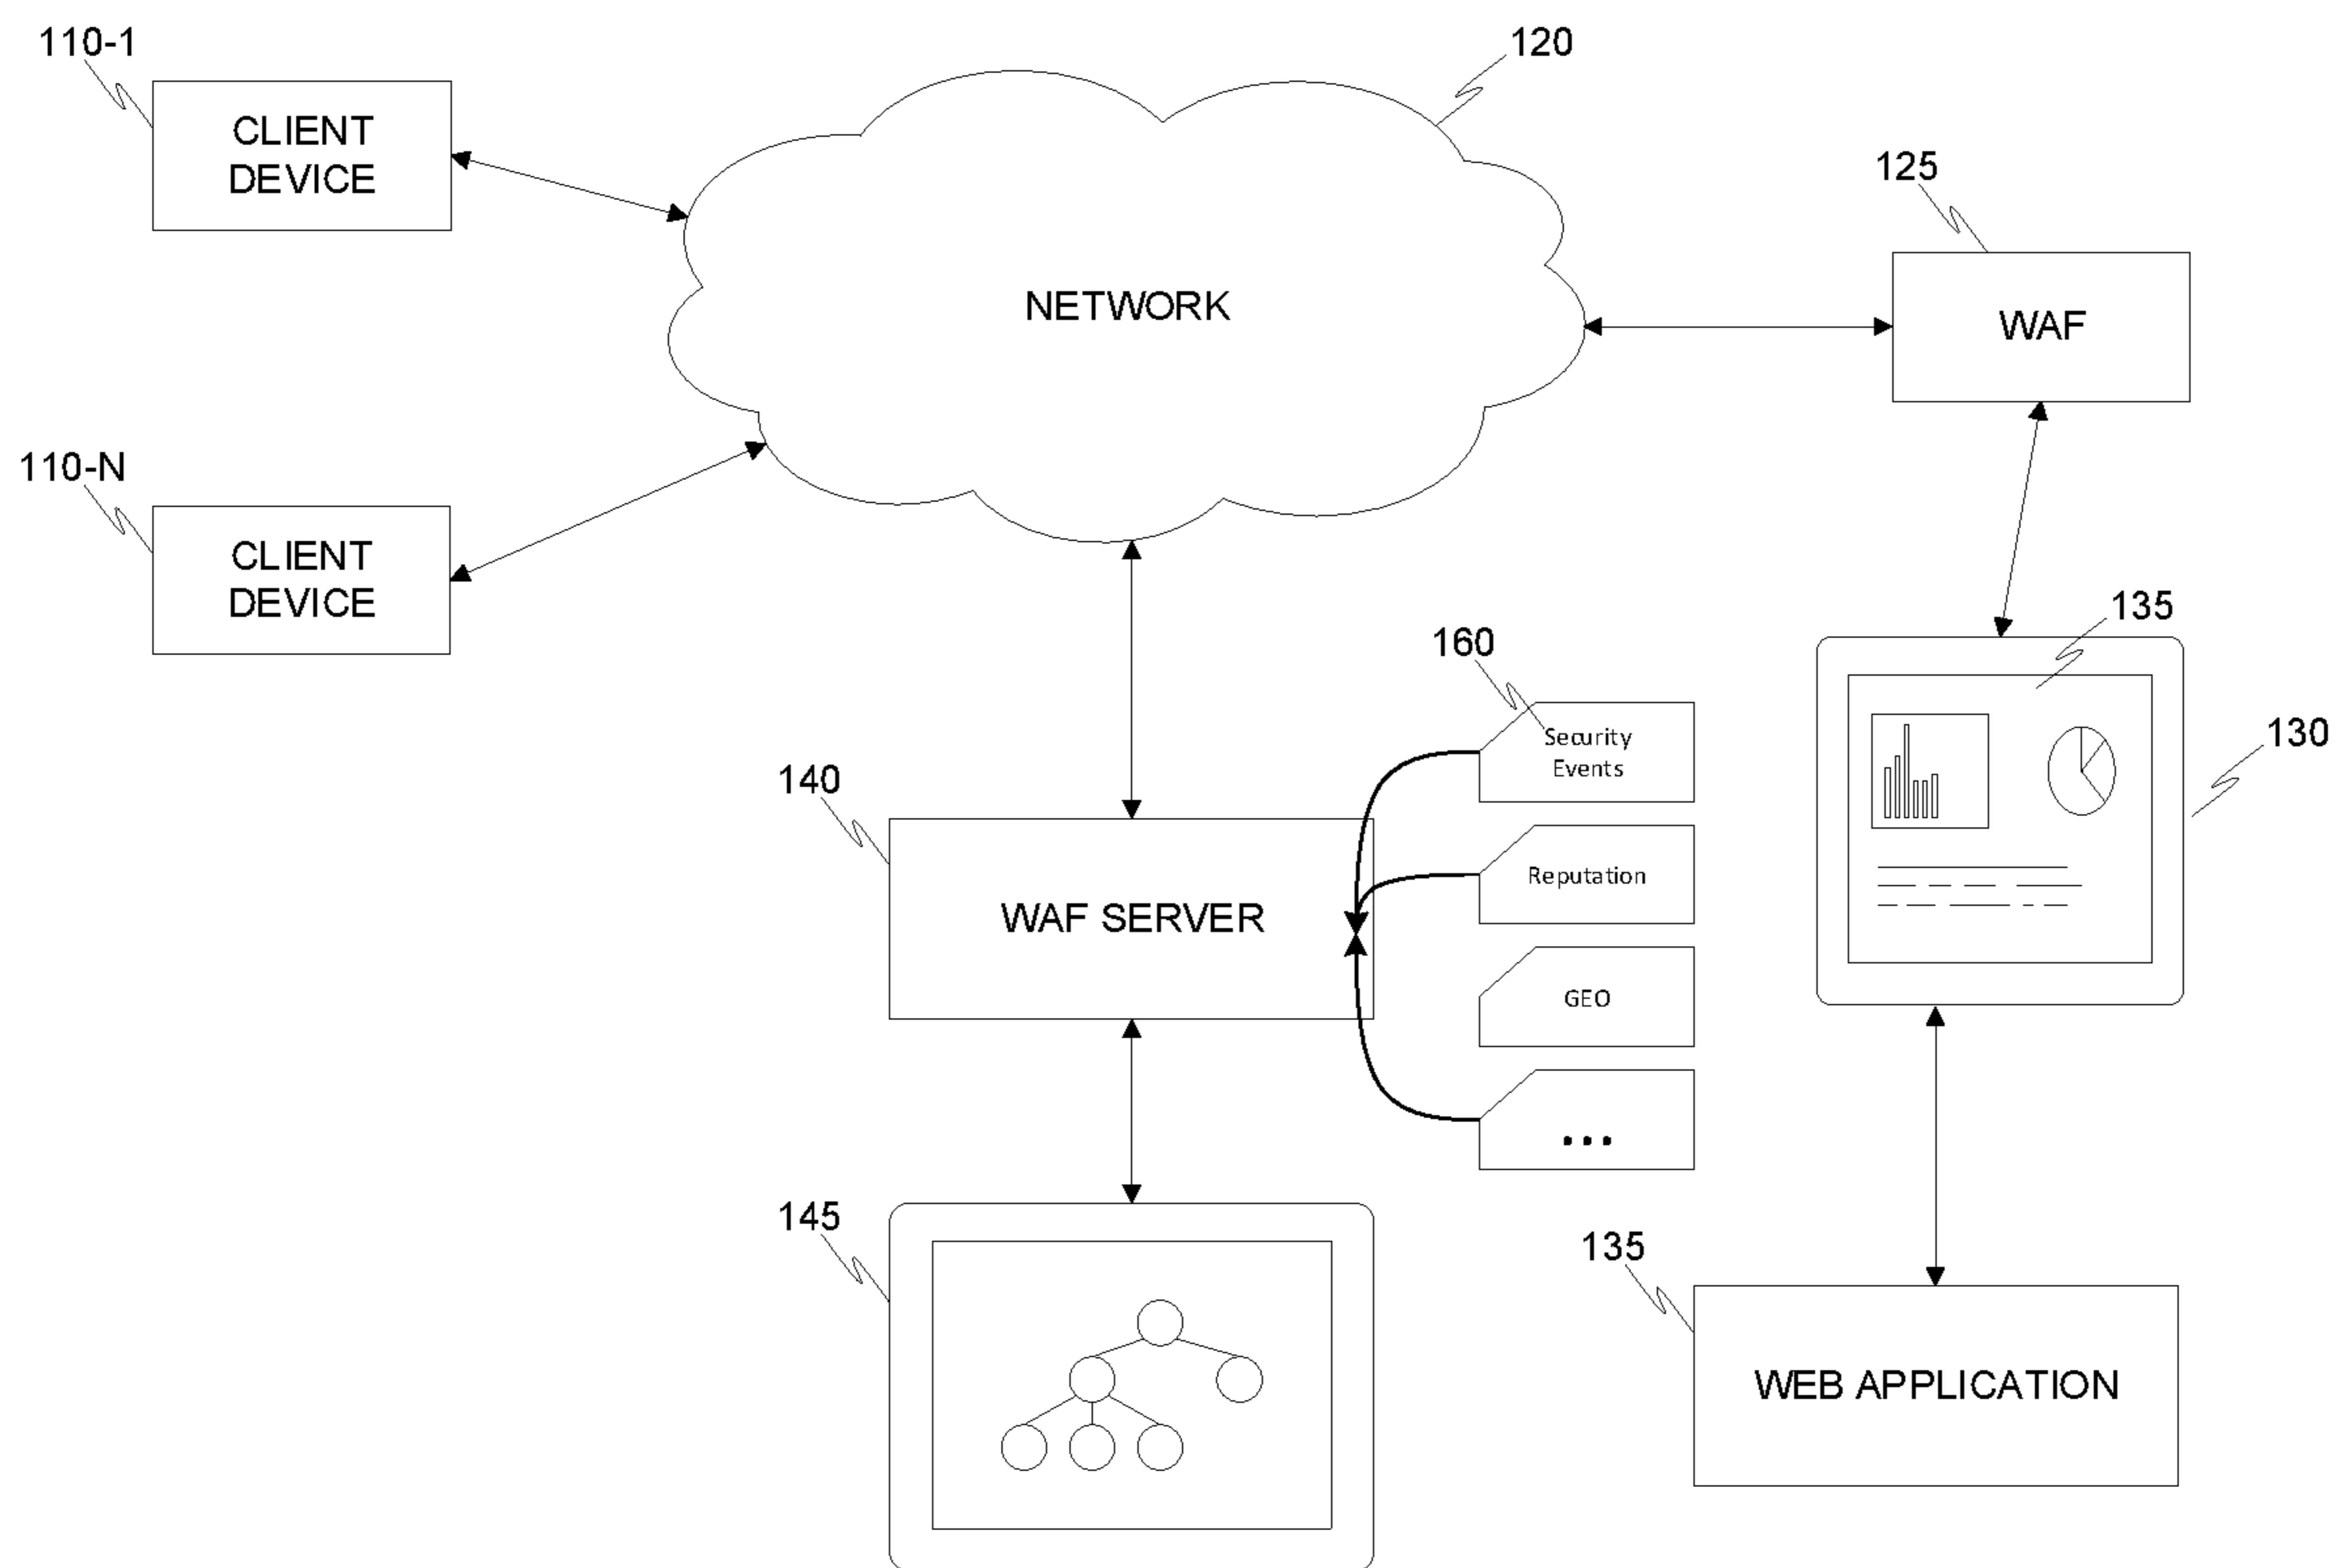 110-1
120
CLIENT
DEVICE
125
NETWORK
WAF
110-N
CLIENT
DEVICE
135
160
130
Security
Events
140
Reputation
WAF SERVER
GEO
...
145
135
WEB APPLICATION